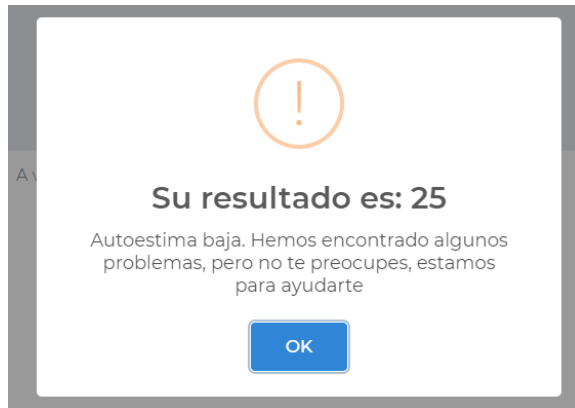 Su resultado es: 25
Autoestima baja. Hemos encontrado algunos
problemas, pero no te preocupes, estamos
para ayudarte
OK